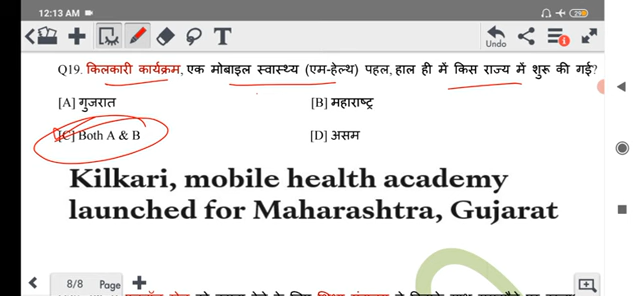 12:13 AM
29
T
Undo
Q19. किलकारी कार्यक्रम, एक मोबाइल स्वास्थ्य (एम-हेल्थ) पहल, हाल ही में किस राज्य में शुरू की गई?
[A] गुजरात [B] महाराष्ट्र
[C] Both A & B [D] असम
Kilkari, mobile health academy
launched for Maharashtra, Gujarat
8/8 Page